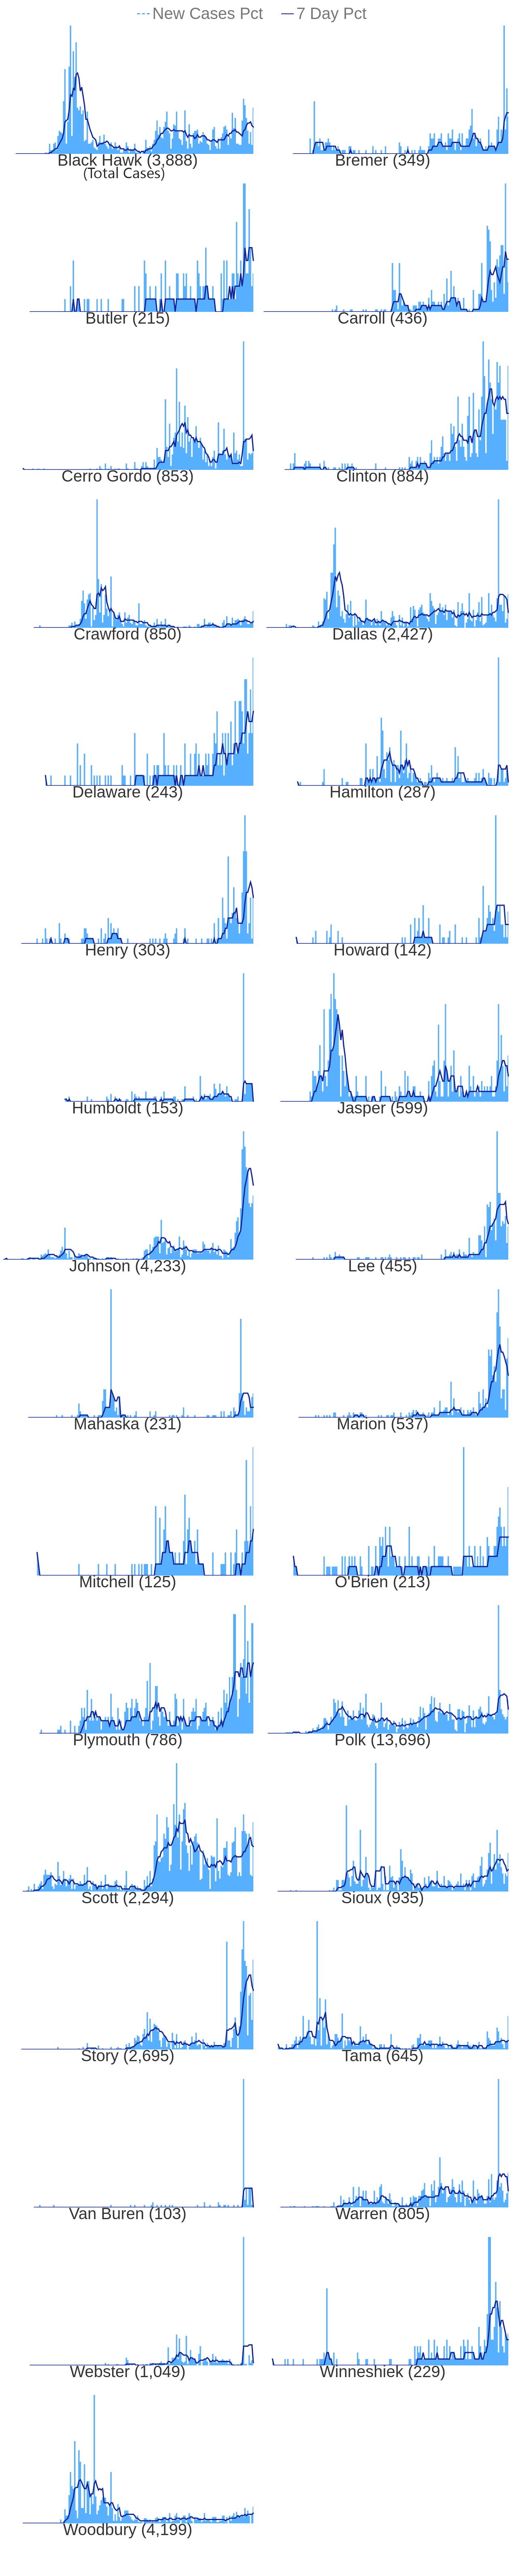 New Cases Pct 7 Day Pct
Black Hawk (3,888)
(Total Cases)
Bremer (349)
Butler (215)
Carroll (436)
Cerro Gordo (853)
Clinton (884)
Crawford (850)
Dallas (2,427)
Delaware (243)
Hamilton (287)
Henry (303)
Howard (142)
Humboldt (153)
Jasper (599)
Johnson (4,233)
Lee (455)
Mahaska (231)
Marion (537)
Mitchell (125)
O'Brien (213)
Plymouth (786)
Polk (13,696)
Scott (2,294)
Sioux (935)
Story (2,695)
Tama (645)
Van Buren (103)
Warren (805)
Webster (1,049)
Winneshiek (229)
Woodbury (4,199)